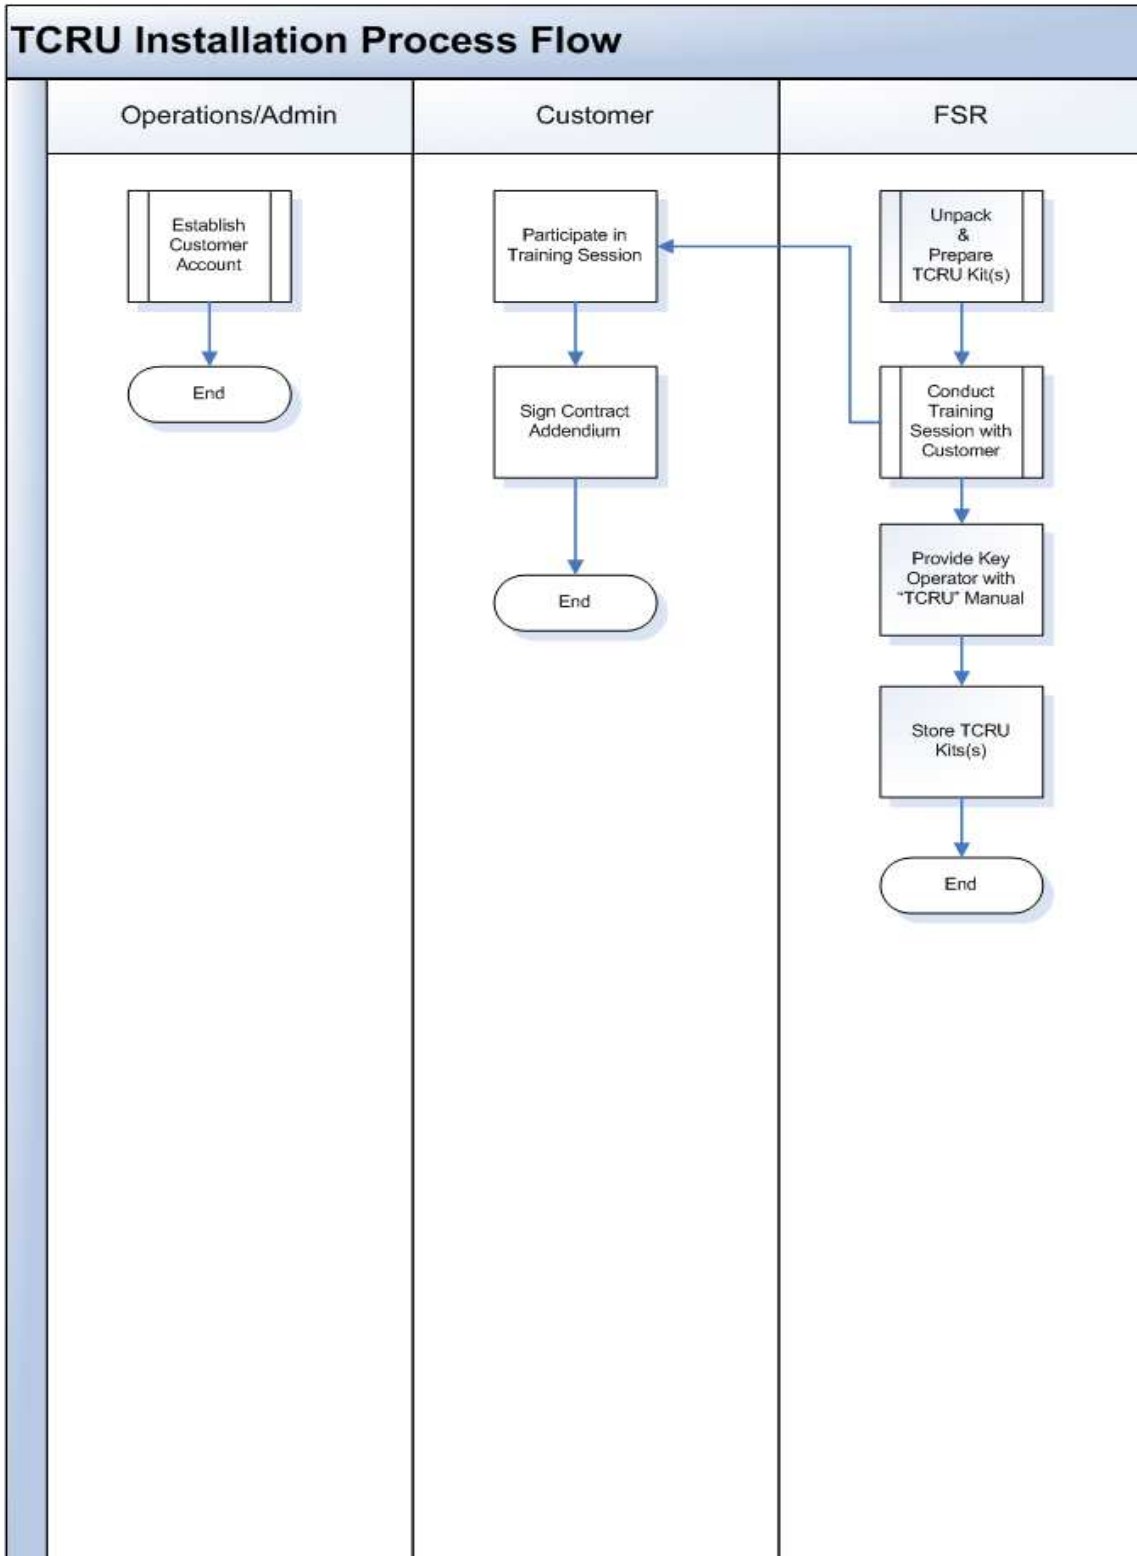 TCRU Installation Process Flow
Operations/Admin
Customer
FSR
Establish
Customer
Account
End
Participate in
Training Session
Sign Contract
Addendium
End
Unpack
&
Prepare
TCRU Kit(s)
Conduct
Training
Session with
Customer
Provide Key
Operator with
“TCRU” Manual
Store TCRU
Kits(s)
End